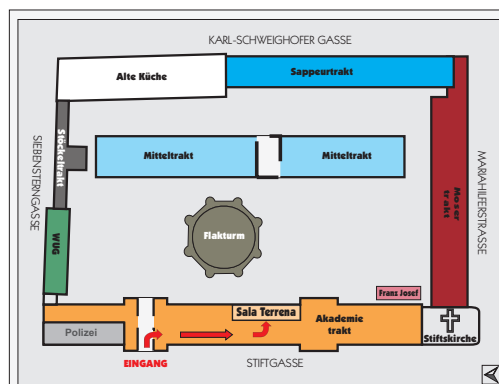 KARL-SCHWEIGHOFER GASSE
Alte Küche
Sappeurtrakt
SIEBENSTERNGASSE
Stöckeltrakt
Mitteltrakt
Mitteltrakt
Moser
trakt
MARIAHILFERSTRASSE
WUG
Flakturm
Franz Josef
Sala Terrena
Akademie
trakt
Polizei
Stiftskirche
EINGANG
STIFTGASSE